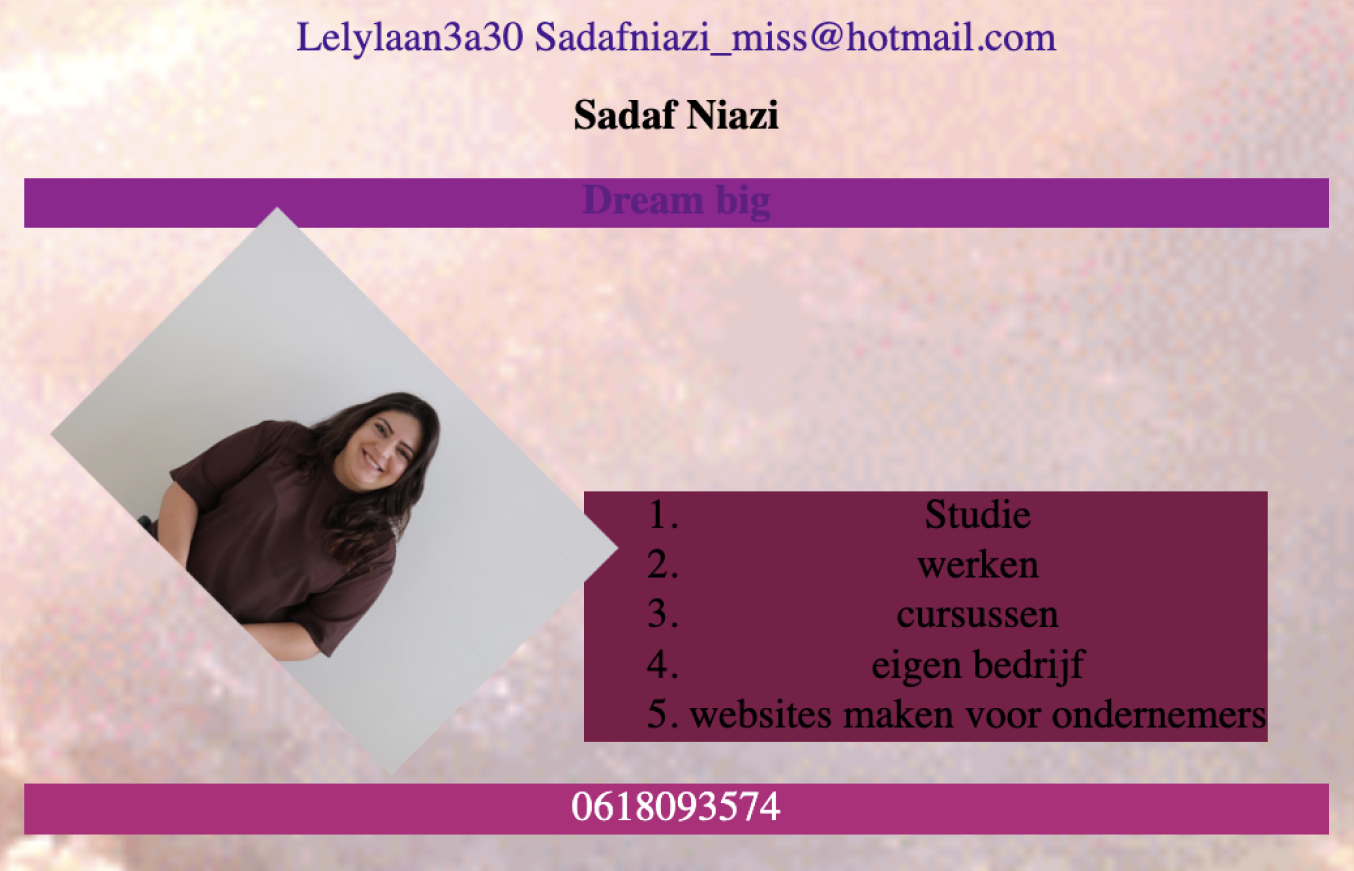 Lelylaan3a30 Sadafniazi_miss@hotmail.com
Sadaf Niazi
Dream big
1. Studie
2. werken
3. cursussen
4. eigen bedrijf
5. websites maken voor ondernemers
0618093574